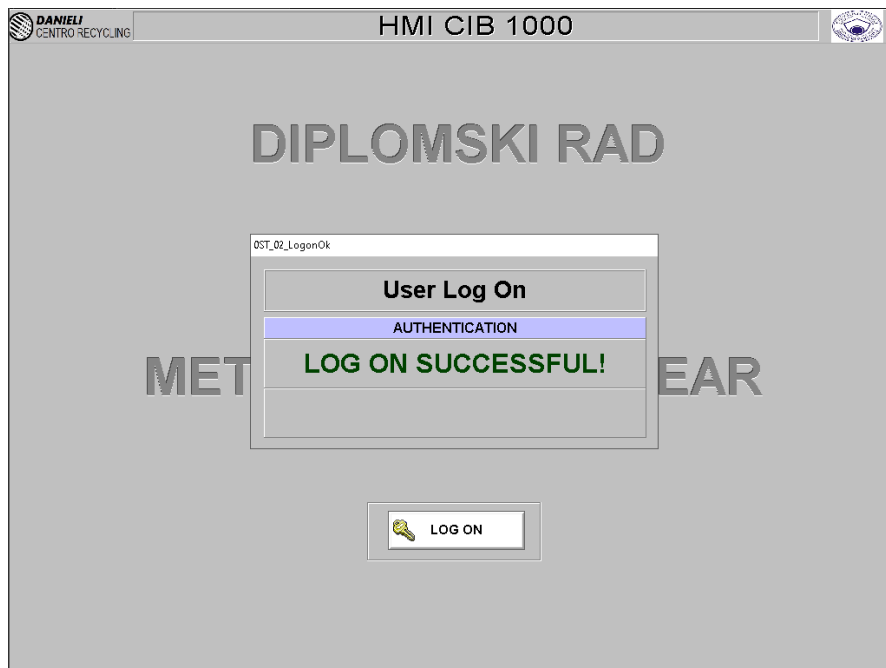 DANIELI
CENTRO RECYCLING
HMI CIB 1000
DIPLOMSKI RAD
0ST_02_LogonOk
User Log On
AUTHENTICATION
LOG ON SUCCESSFUL!
MET EAR
LOG ON